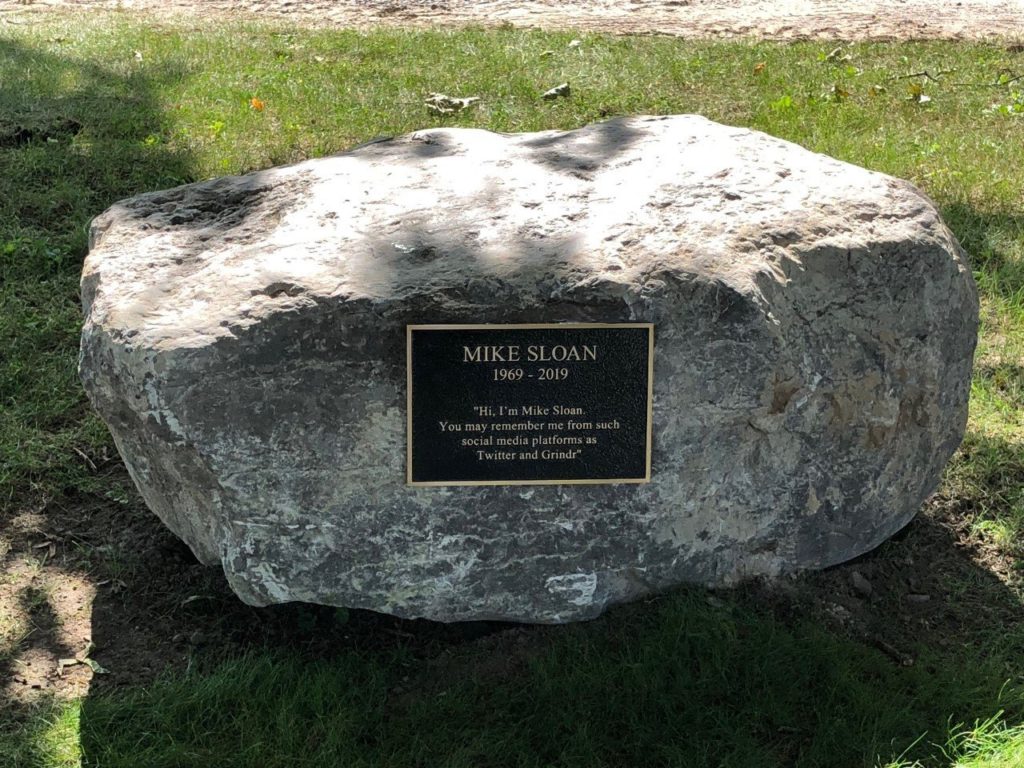 MIKE SLOAN
1969 - 2019
"Hi, I'm Mike Sloan.
You may remember me from such
social media platforms as
Twitter and Grindr"